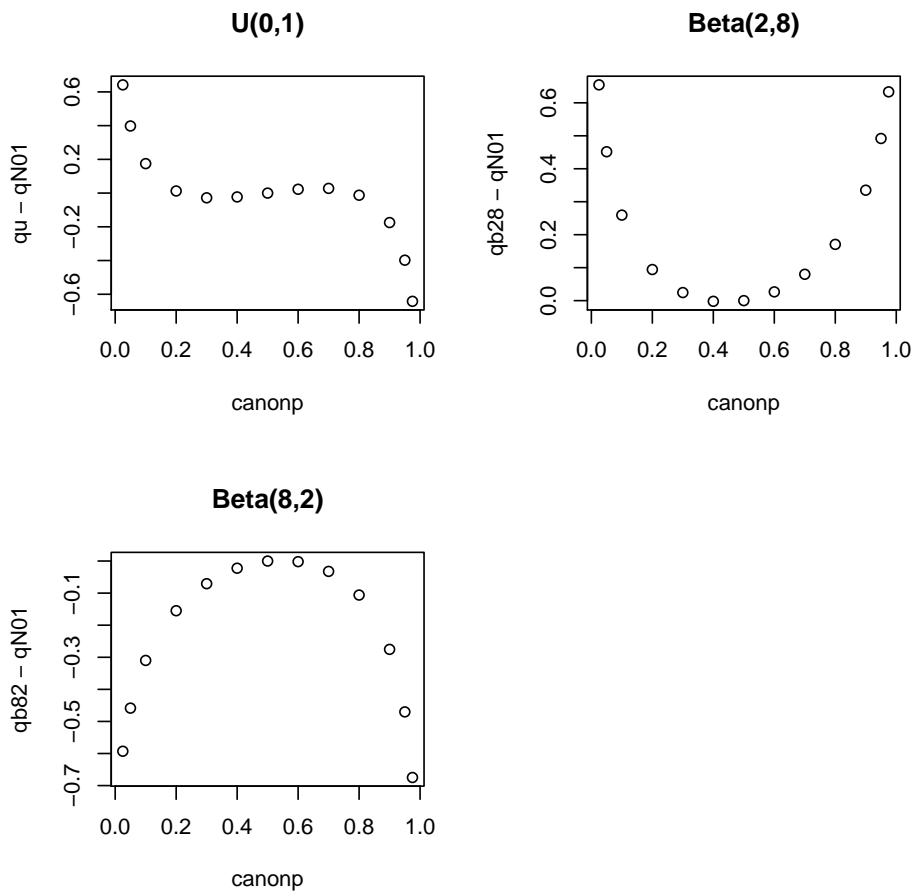 U(0,1)
qu − qN01
−0.6
−0.2
0.2
0.6
0.0 0.2 0.4 0.6 0.8 1.0
canonp
Beta(2,8)
qb28 − qN01
0.0
0.2
0.4
0.6
0.0 0.2 0.4 0.6 0.8 1.0
canonp
Beta(8,2)
qb82 − qN01
−0.7
−0.5
−0.3
−0.1
0.0 0.2 0.4 0.6 0.8 1.0
canonp